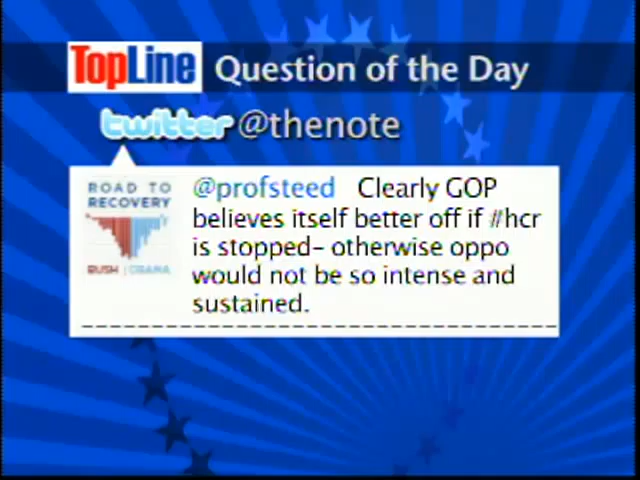 TopLine Question of the Day
twitter @thenote
ROAD TO
RECOVERY
@profsteed Clearly GOP
believes itself better off if #hcr
is stopped- otherwise oppo
would not be so intense and
sustained.
BUSH | OBAMA